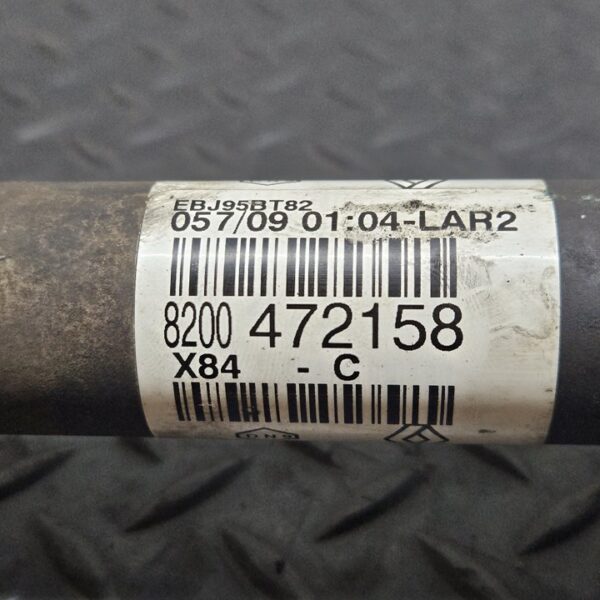 EBJ95BT82
057/09 01:04-LAR2
8200 472158
X84 - C